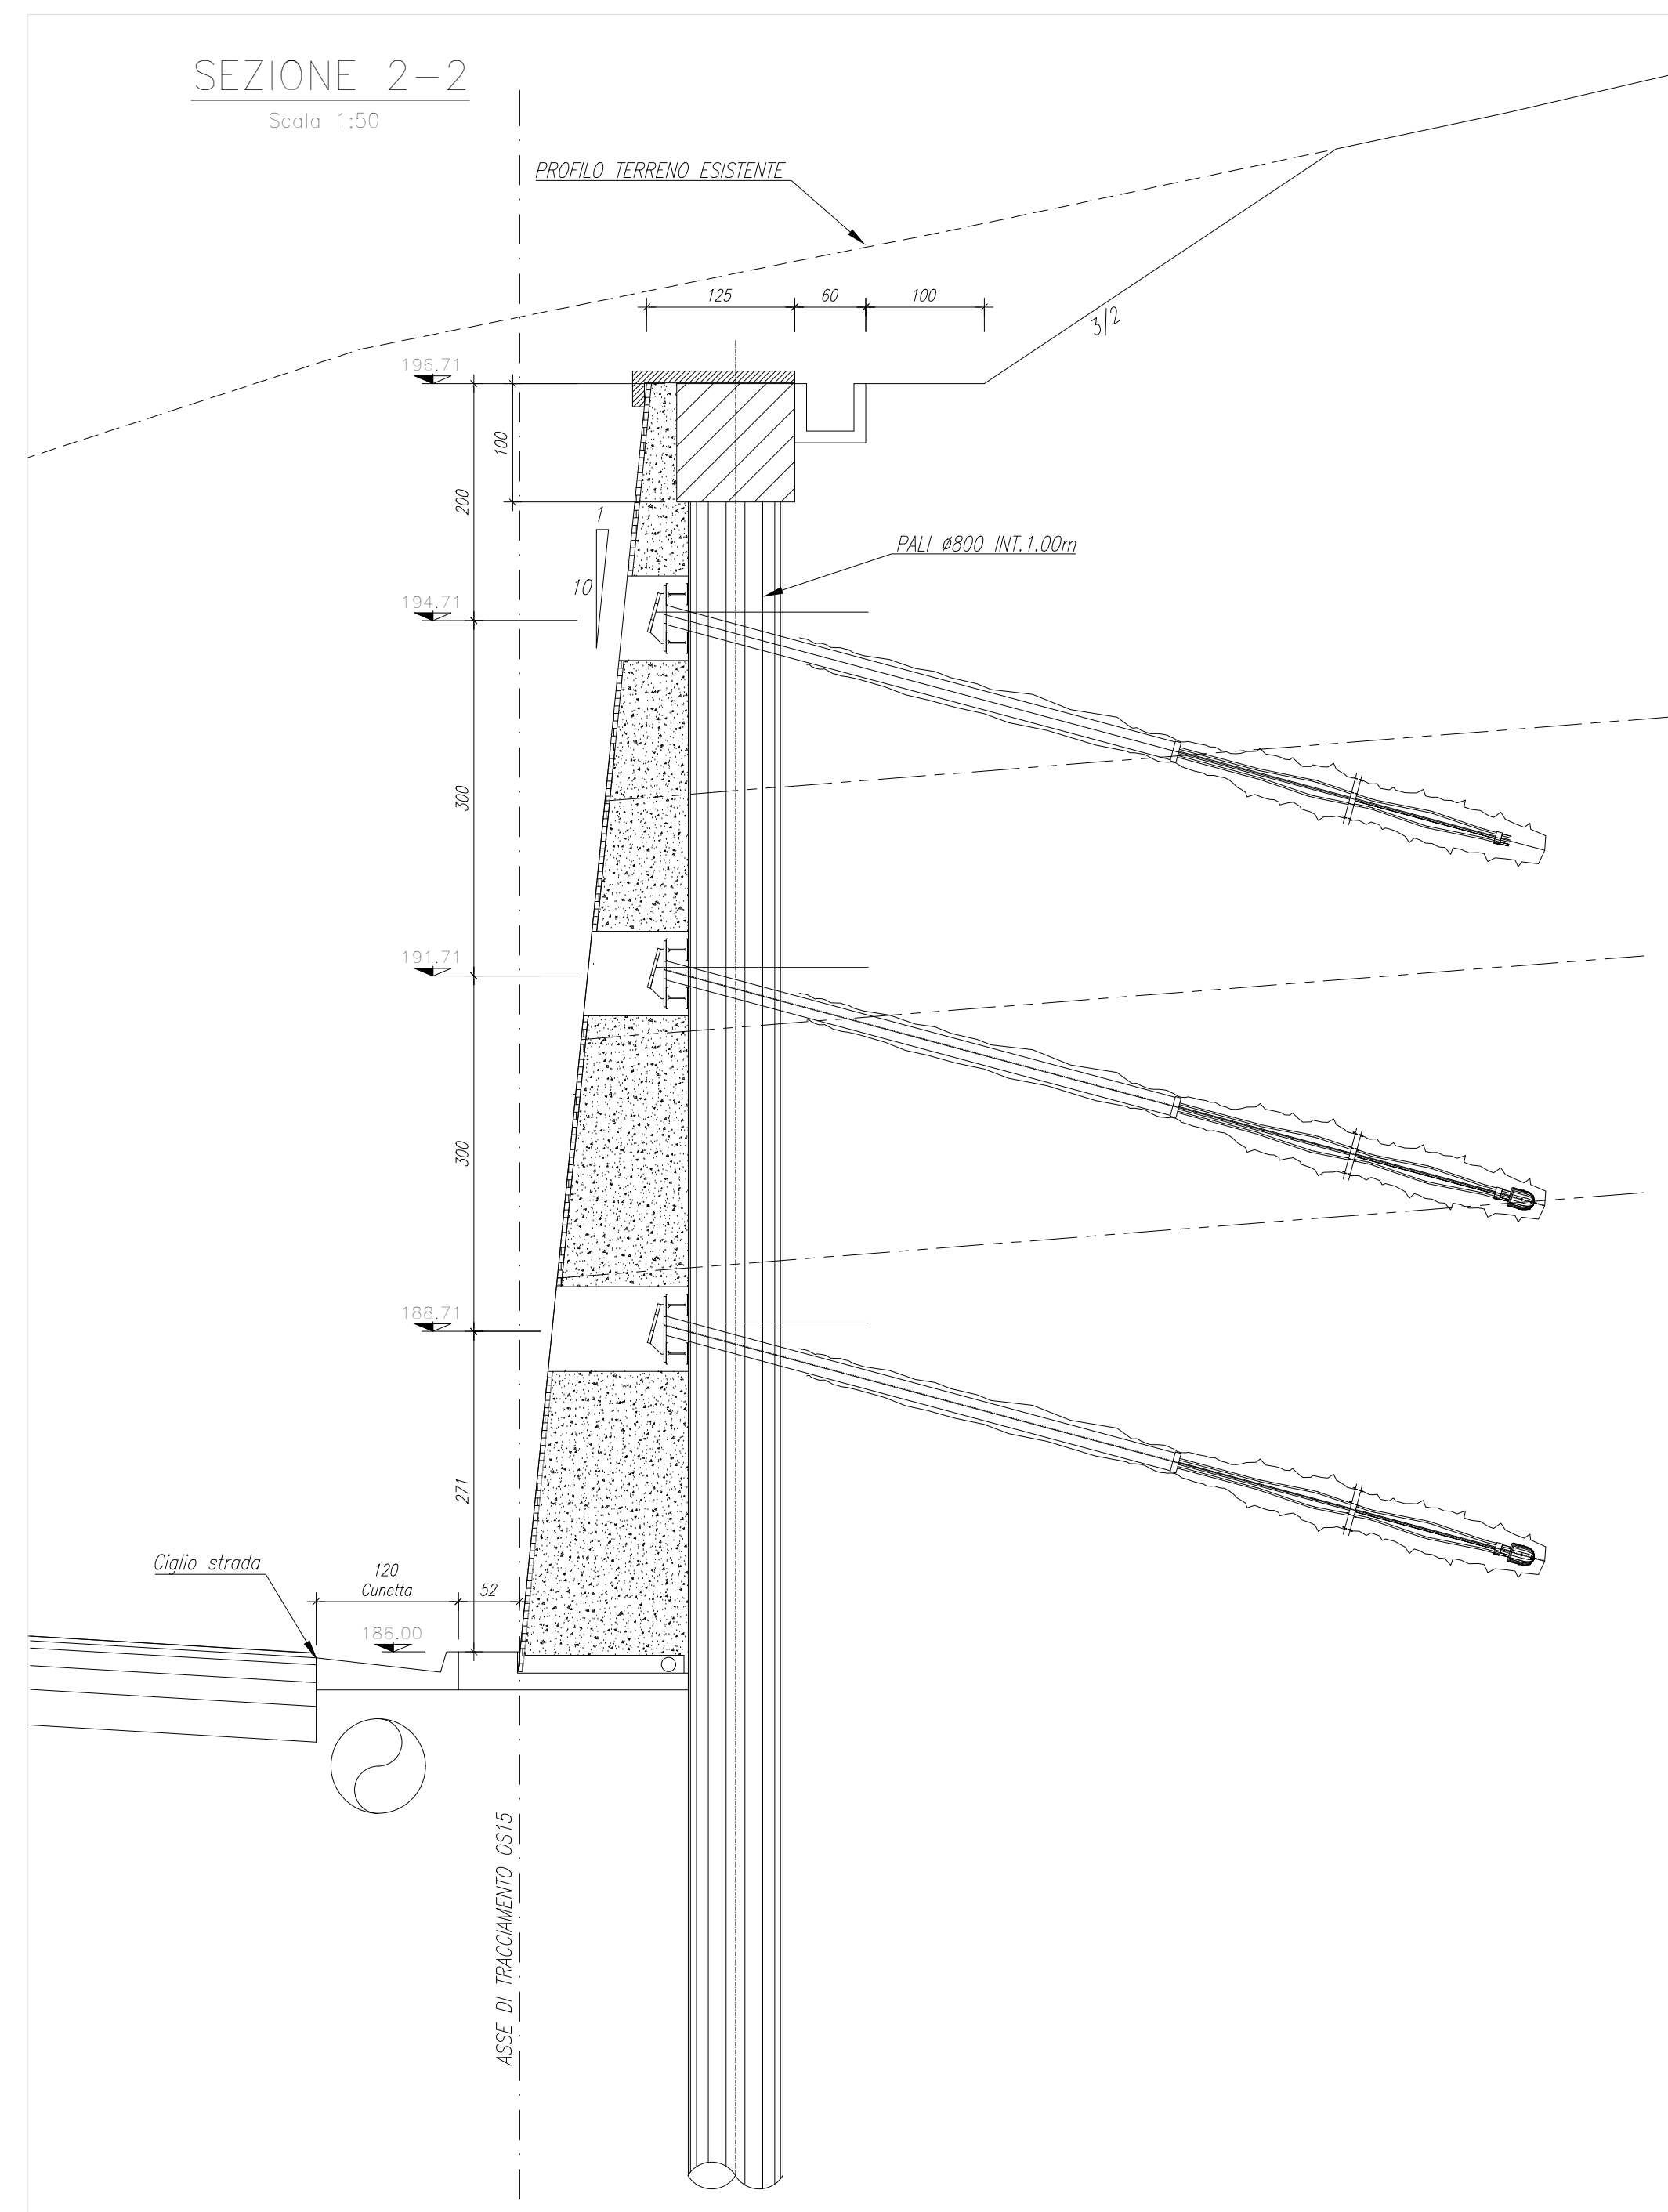 SEZIONE 2-2
Scala 1:50
PROFILO TERRENO ESISTENTE
125
60
100
3/2
196.71
100
200
1
10
PALI ø800 INT.1.00m
194.71
300
191.71
300
188.71
271
Ciglio strada
120
Cunetta
52
186.00
ASSE DI TRACCIAMENTO OS15